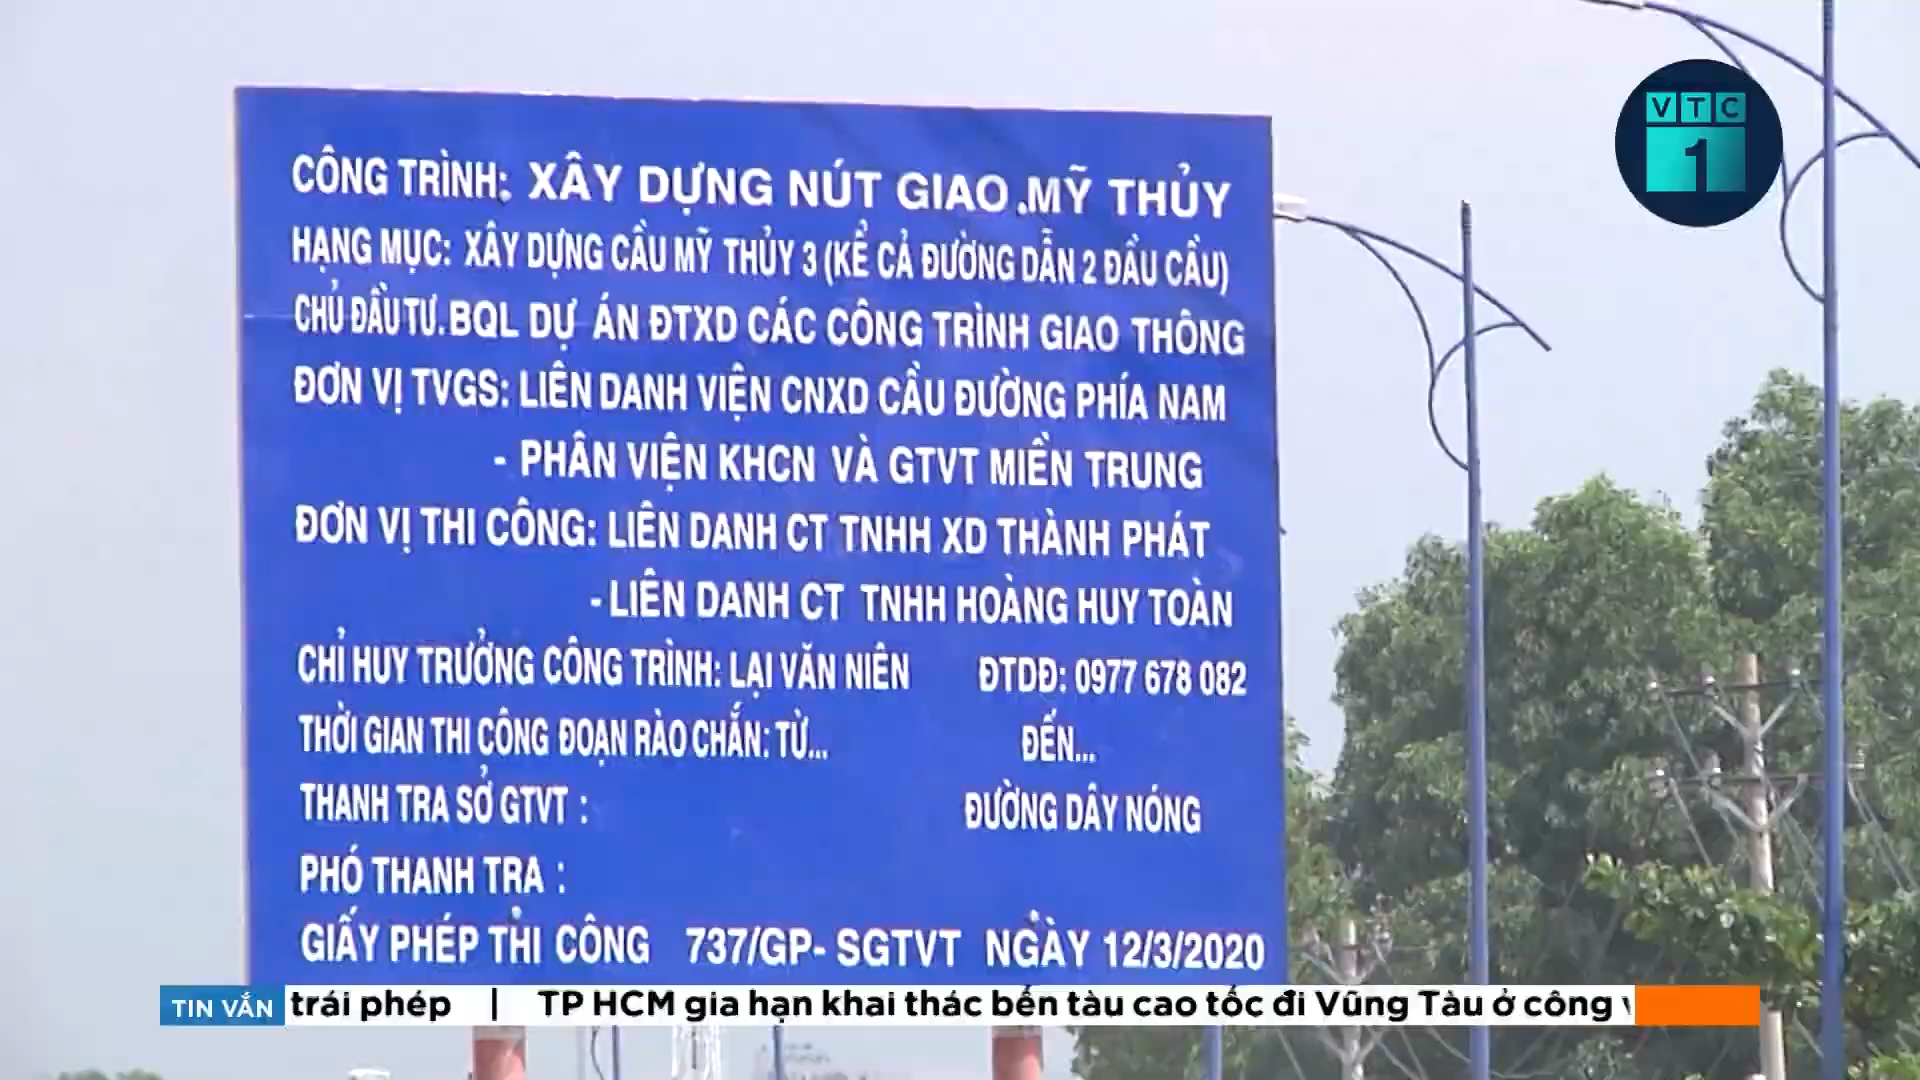 VTC
1
CÔNG TRÌNH: XÂY DỰNG NÚT GIAO.MỸ THỦY
HẠNG MỤC: XÂY DỰNG CẦU MỸ THỦY 3 (KỂ CẢ ĐƯỜNG DẪN 2 ĐẦU CẦU)
CHỦ ĐẦU TƯ.BQL DỰ ÁN ĐTXD CÁC CÔNG TRÌNH GIAO THÔNG
ĐƠN VỊ TVGS: LIÊN DANH VIỆN CNXD CẦU ĐƯỜNG PHÍA NAM
- PHÂN VIỆN KHCN VÀ GTVT MIỀN TRUNG
ĐƠN VỊ THI CÔNG: LIÊN DANH CT TNHH XD THÀNH PHÁT
-LIÊN DANH CT TNHH HOÀNG HUY TOÀN
CHỈ HUY TRƯỞNG CÔNG TRÌNH: LẠI VĂN NIÊN ĐTDĐ: 0977 678 082
THỜI GIAN THI CÔNG ĐOẠN RÀO CHẮN: TỪ... ĐẾN...
THANH TRA SỞ GTVT : ĐƯỜNG DÂY NÓNG
PHÓ THANH TRA :
GIẤY PHÉP THI CÔNG 737/GP- SGTVT NGÀY 12/3/2020
TIN VẮN trái phép | TP HCM gia hạn khai thác bến tàu cao tốc đi Vũng Tàu ở công